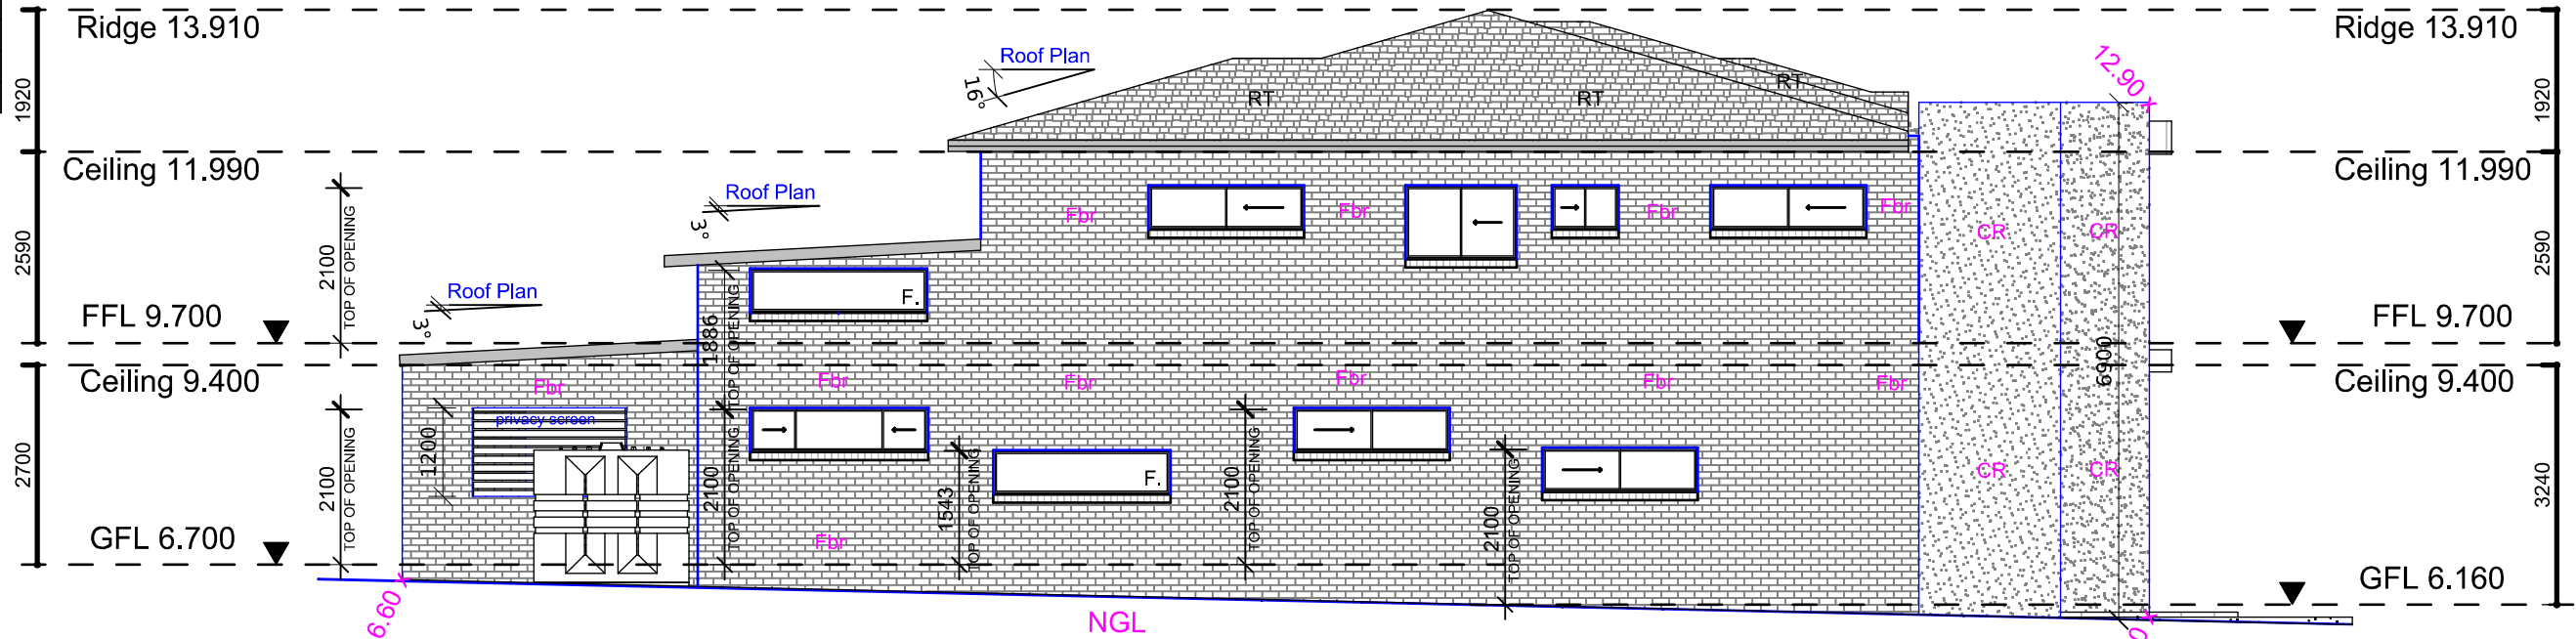 Ridge 13.910
Ridge 13.910
1920
1920
Roof Plan
16°
RT
RT
RT
12.90
Ceiling 11.990
Ceiling 11.990
2590
2590
2100
TOP OF OPENING
Roof Plan
3°
Fbr
Fbr
Fbr
Fbr
CR
CR
Roof Plan
3°
F.
1886
TOP OF OPENING
FFL 9.700
FFL 9.700
6900
Ceiling 9.400
Ceiling 9.400
Fbr
Fbr
Fbr
Fbr
Fbr
Fbr
privacy screen
1200
2700
2100
TOP OF OPENING
2100
TOP OF OPENING
F.
1543
TOP OF OPENING
2100
TOP OF OPENING
2100
TOP OF OPENING
CR
CR
3240
Fbr
GFL 6.700
GFL 6.160
6.60
NGL